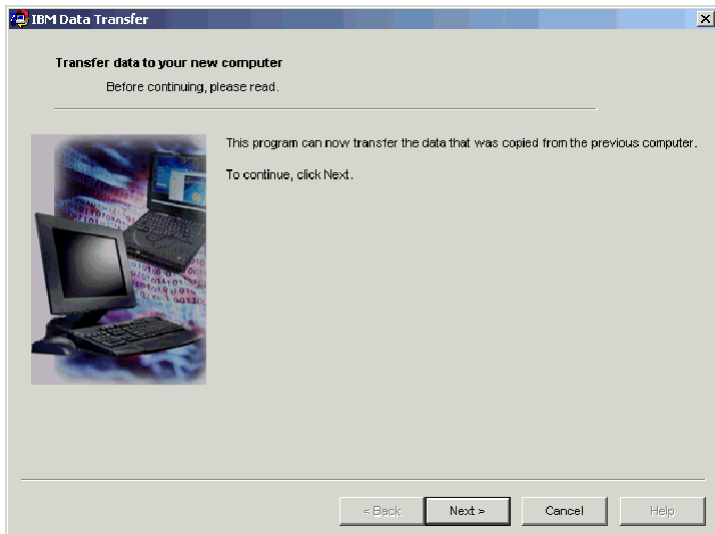 IBM Data Transfer
Transfer data to your new computer
Before continuing, please read.
This program can now transfer the data that was copied from the previous computer.
To continue, click Next.
< Back Next > Cancel Help